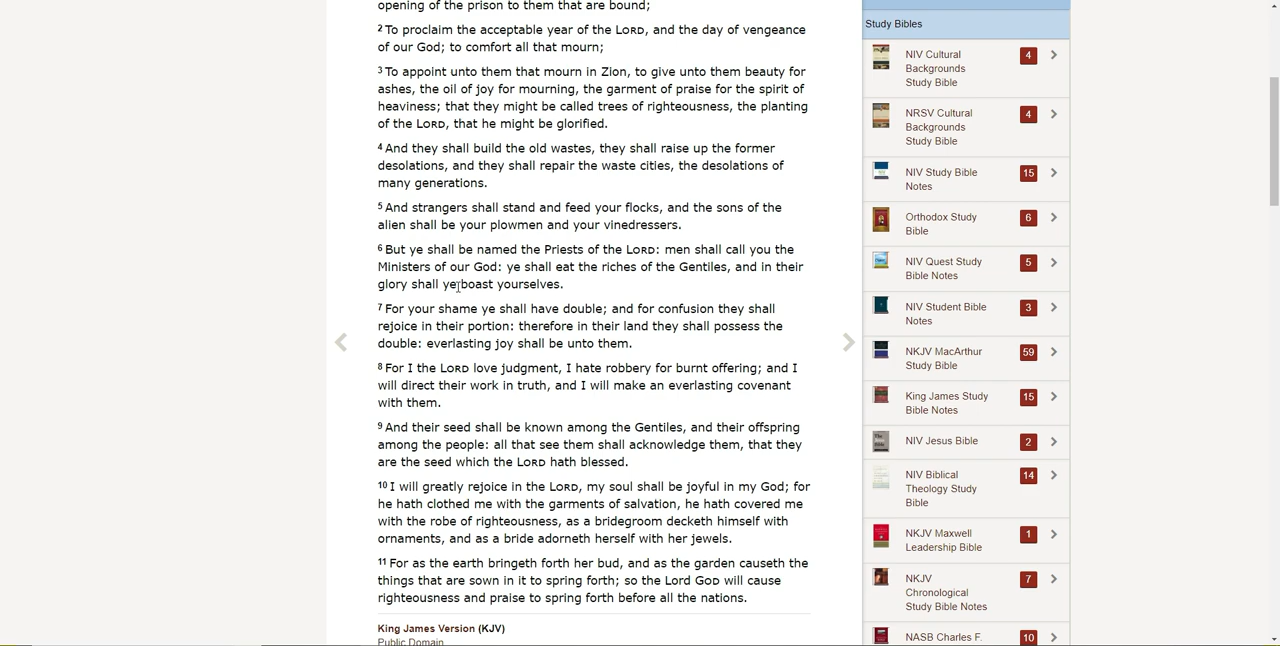 opening of the prison to them that are bound;
2 To proclaim the acceptable year of the LORD, and the day of vengeance
of our God; to comfort all that mourn;
3 To appoint unto them that mourn in Zion, to give unto them beauty for
ashes, the oil of joy for mourning, the garment of praise for the spirit of
heaviness; that they might be called trees of righteousness, the planting
of the LORD, that he might be glorified.
4 And they shall build the old wastes, they shall raise up the former
desolations, and they shall repair the waste cities, the desolations of
many generations.
5 And strangers shall stand and feed your flocks, and the sons of the
alien shall be your plowmen and your vinedressers.
6 But ye shall be named the Priests of the LORD: men shall call you the
Ministers of our God: ye shall eat the riches of the Gentiles, and in their
glory shall ye boast yourselves.
7 For your shame ye shall have double; and for confusion they shall
rejoice in their portion: therefore in their land they shall possess the
double: everlasting joy shall be unto them.
8 For I the LORD love judgment, I hate robbery for burnt offering; and I
will direct their work in truth, and I will make an everlasting covenant
with them.
9 And their seed shall be known among the Gentiles, and their offspring
among the people: all that see them shall acknowledge them, that they
are the seed which the LORD hath blessed.
10 I will greatly rejoice in the LORD, my soul shall be joyful in my God; for
he hath clothed me with the garments of salvation, he hath covered me
with the robe of righteousness, as a bridegroom decketh himself with
ornaments, and as a bride adorneth herself with her jewels.
11 For as the earth bringeth forth her bud, and as the garden causeth the
things that are sown in it to spring forth; so the Lord GOD will cause
righteousness and praise to spring forth before all the nations.
King James Version (KJV)
Public Domain
Study Bibles
NIV Cultural 4
Backgrounds
Study Bible
NRSV Cultural 4
Backgrounds
Study Bible
NIV Study Bible 15
Notes
Orthodox Study 6
Bible
NIV Quest Study 5
Bible Notes
NIV Student Bible 3
Notes
NKJV MacArthur 59
Study Bible
King James Study 15
Bible Notes
NIV Jesus Bible 2
NIV Biblical 14
Theology Study
Bible
NKJV Maxwell 1
Leadership Bible
NKJV 7
Chronological
Study Bible Notes
NASB Charles F. 10